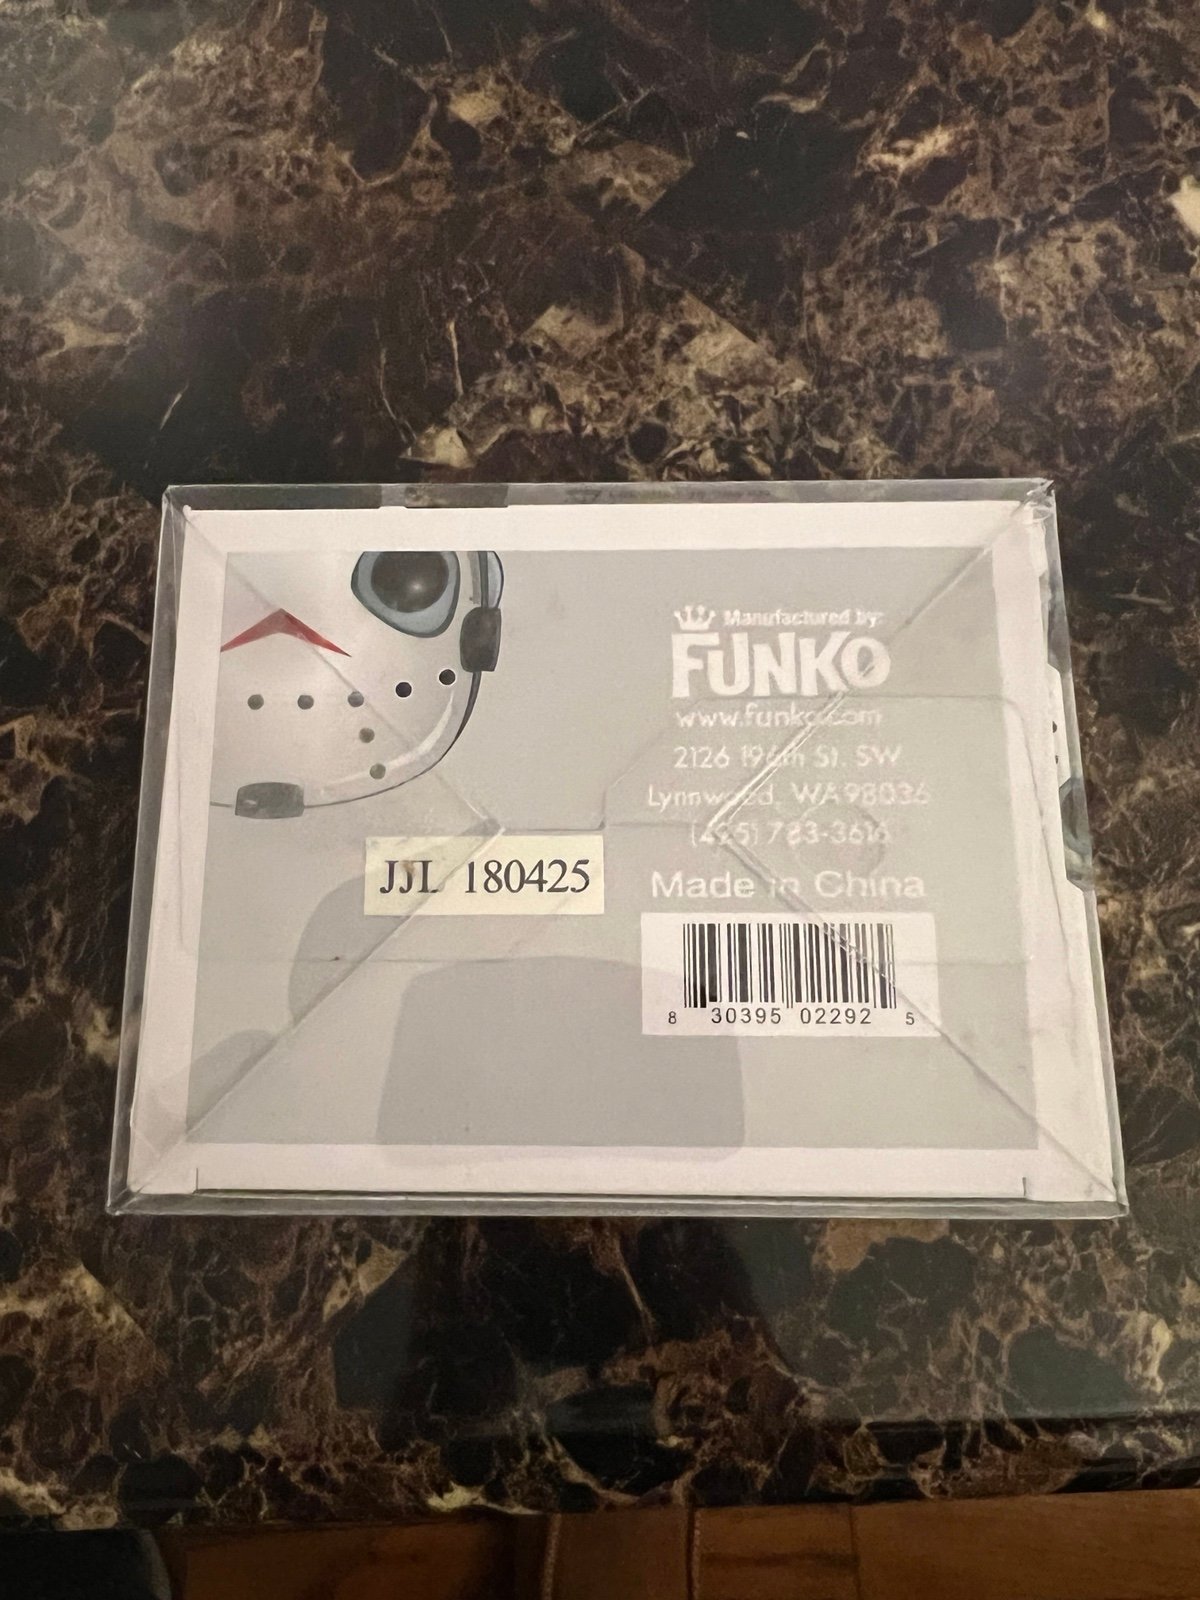 Manufactured by:
FUNKO
www.funko.com
2126 196th St. SW
Lynnwood, WA 98036
(425) 783-3616
JJL 180425
Made in China
8 30395 02292 5